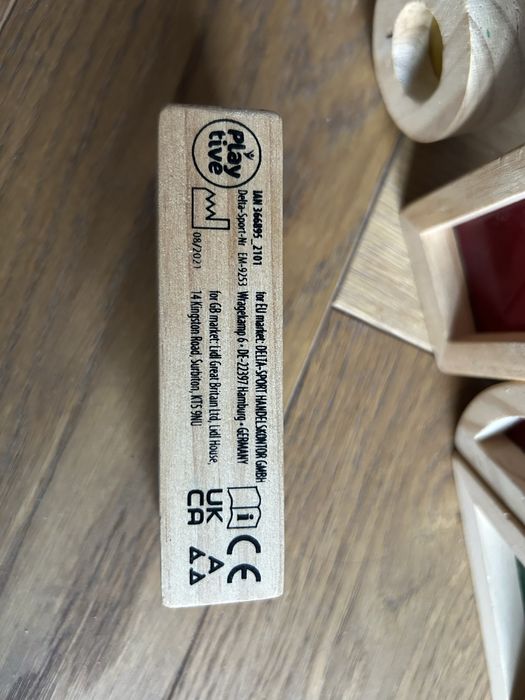 Play
tive
IAN 366895_2101
Delta-Sport-Nr EM-9253
08/2021
for EU market: DELTA-SPORT HANDELSKONTOR GMBH
Wragekamp 6 • DE-22397 Hamburg • GERMANY
for GB market: Lidl Great Britain Ltd, Lidl House,
14 Kingston Road, Surbiton, KT5 9NU
i
CE
UK
CA